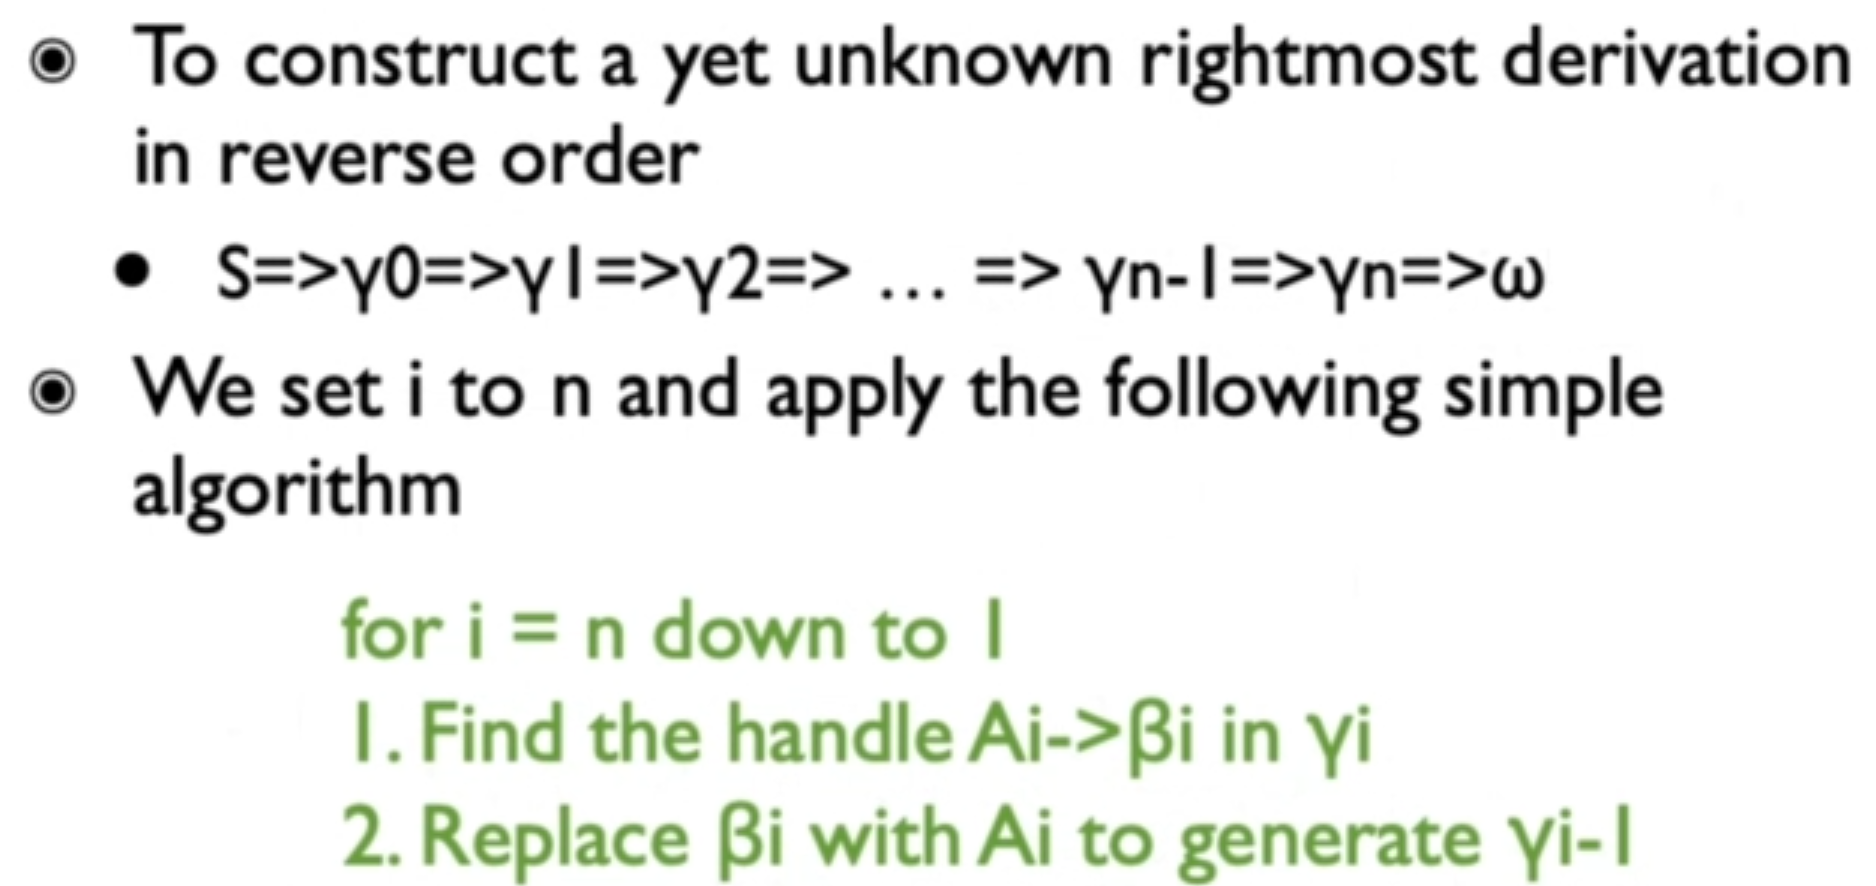 To construct a yet unknown rightmost derivation
in reverse order
S=>γ0=>γ1=>γ2=> ... => γn-1=>γn=>ω
We set i to n and apply the following simple
algorithm
for i = n down to 1
1. Find the handle Ai->βi in γi
2. Replace βi with Ai to generate γi-1